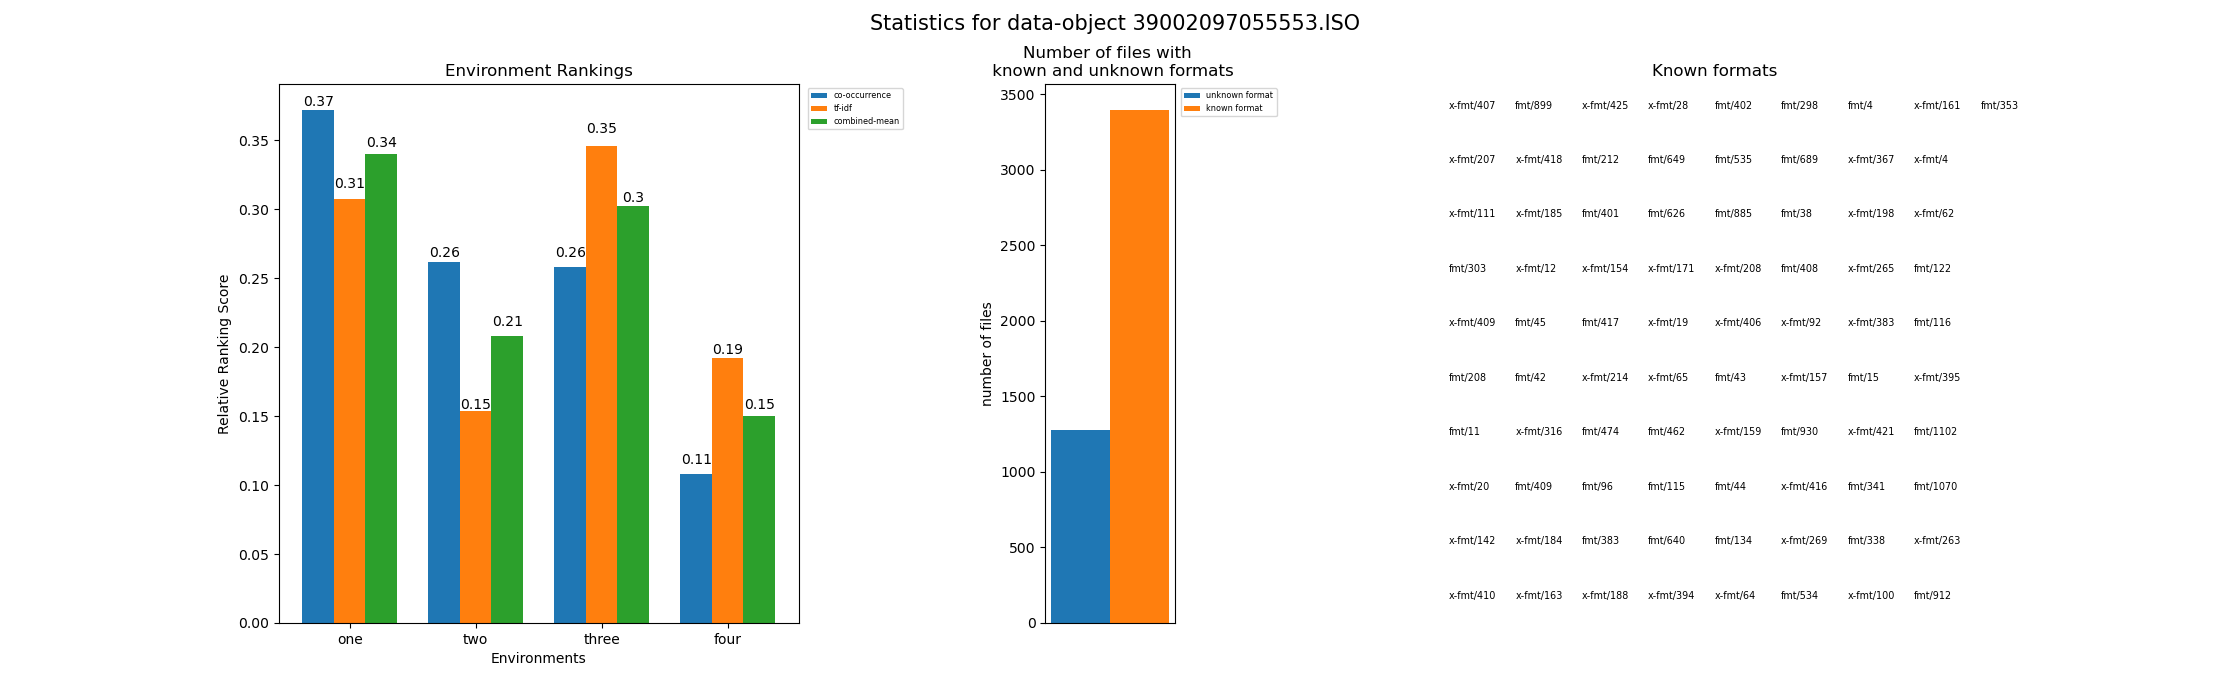 Statistics for data-object 39002097055553.ISO
Environment Rankings
co-occurrence
tf-idf
combined-mean
0.37
0.31
0.34
0.26
0.15
0.21
0.26
0.35
0.3
0.11
0.19
0.15
Relative Ranking Score
0.35
0.30
0.25
0.20
0.15
0.10
0.05
0.00
one two three four
Environments
Number of files with
known and unknown formats
unknown format
known format
number of files
3500
3000
2500
2000
1500
1000
500
0
Known formats
x-fmt/407 fmt/899 x-fmt/425 x-fmt/28 fmt/402 fmt/298 fmt/4 x-fmt/161 fmt/353
x-fmt/207 x-fmt/418 fmt/212 fmt/649 fmt/535 fmt/689 x-fmt/367 x-fmt/4
x-fmt/111 x-fmt/185 fmt/401 fmt/626 fmt/885 fmt/38 x-fmt/198 x-fmt/62
fmt/303 x-fmt/12 x-fmt/154 x-fmt/171 x-fmt/208 fmt/408 x-fmt/265 fmt/122
x-fmt/409 fmt/45 fmt/417 x-fmt/19 x-fmt/406 x-fmt/92 x-fmt/383 fmt/116
fmt/208 fmt/42 x-fmt/214 x-fmt/65 fmt/43 x-fmt/157 fmt/15 x-fmt/395
fmt/11 x-fmt/316 fmt/474 fmt/462 x-fmt/159 fmt/930 x-fmt/421 fmt/1102
x-fmt/20 fmt/409 fmt/96 fmt/115 fmt/44 x-fmt/416 fmt/341 fmt/1070
x-fmt/142 x-fmt/184 fmt/383 fmt/640 fmt/134 x-fmt/269 fmt/338 x-fmt/263
x-fmt/410 x-fmt/163 x-fmt/188 x-fmt/394 x-fmt/64 fmt/534 x-fmt/100 fmt/912